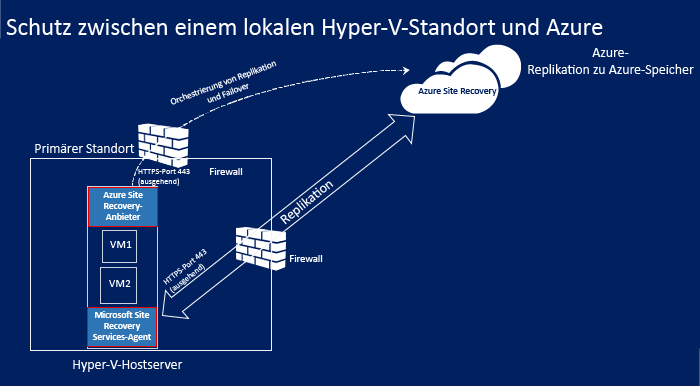 Schutz zwischen einem lokalen Hyper-V-Standort und Azure
Azure-
Replikation zu Azure-Speicher
Azure Site Recovery
Orchestrierung von Replikation
und Failover
Primärer Standort
HTTPS-Port 443
(ausgehend)
Firewall
Azure Site
Recovery-
Anbieter
VM1
VM2
Microsoft Site
Recovery
Services-Agent
Replikation
HTTPS-Port 443
(ausgehend)
Firewall
Hyper-V-Hostserver